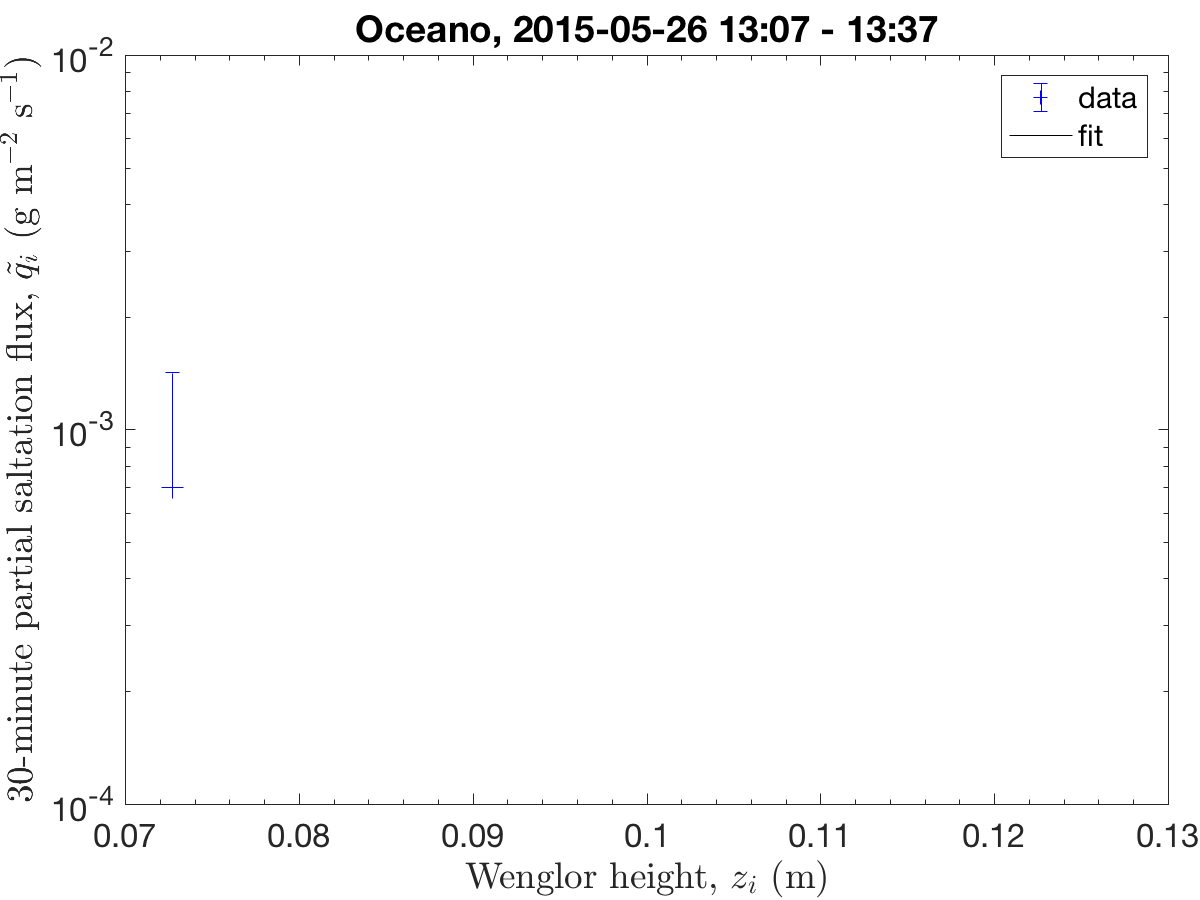 Oceano, 2015-05-26 13:07 - 13:37
30-minute partial saltation flux, q̃ᵢ (g m⁻² s⁻¹)
10⁻²
10⁻³
10⁻⁴
data
fit
0.07 0.08 0.09 0.1 0.11 0.12 0.13
Wenglor height, zᵢ (m)